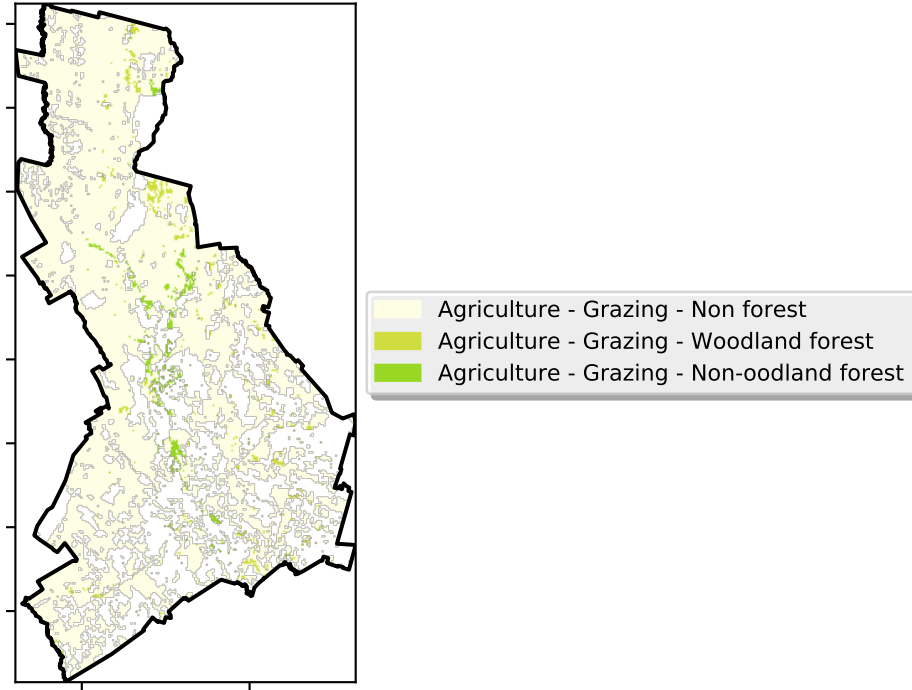 Agriculture - Grazing - Non forest
Agriculture - Grazing - Woodland forest
Agriculture - Grazing - Non-oodland forest